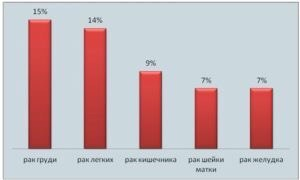 15%
14%
9%
7%
7%
рак груди
рак легких
рак кишечника
рак шейки
матки
рак желудка